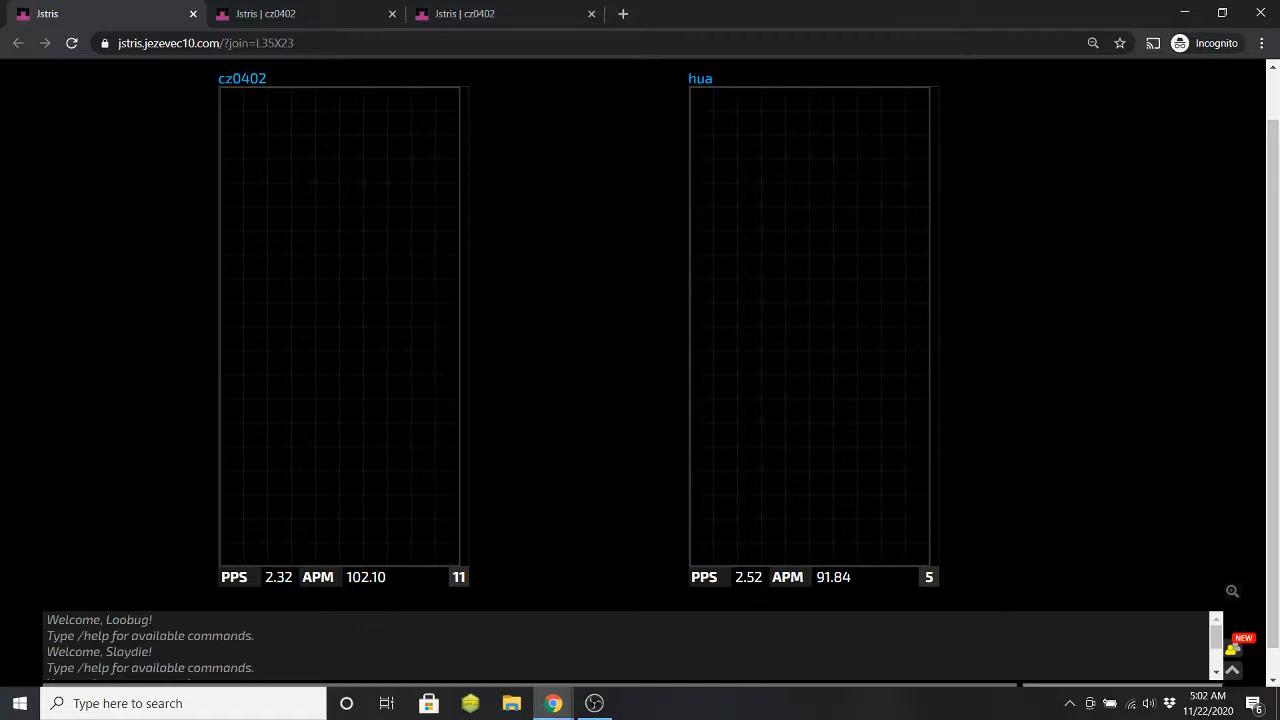 Jstris
Jstris | cz0402
Jstris | cz0402
jstris.jezevec10.com/?join=L35X23
Incognito
cz0402
hua
PPS 2.32 APM 102.10 11
PPS 2.52 APM 91.84 5
Welcome, Loobug!
Type /help for available commands.
Welcome, Slaydie!
Type /help for available commands.
NEW
Type here to search
5:02 AM
11/22/2020
6